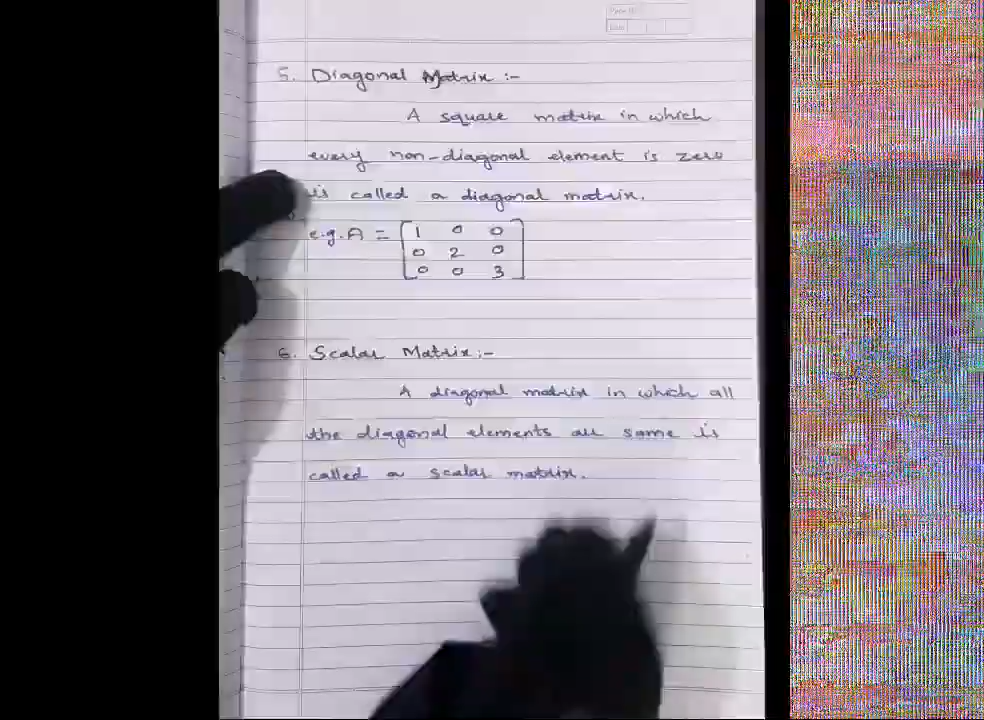 5. Diagonal Matrix :-
A square matrix in which
every non-diagonal element is zero
is called a diagonal matrix.
e.g. A = [1 0 0
0 2 0
0 0 3]
6. Scalar Matrix :-
A diagonal matrix in which all
the diagonal elements are same is
called a scalar matrix.